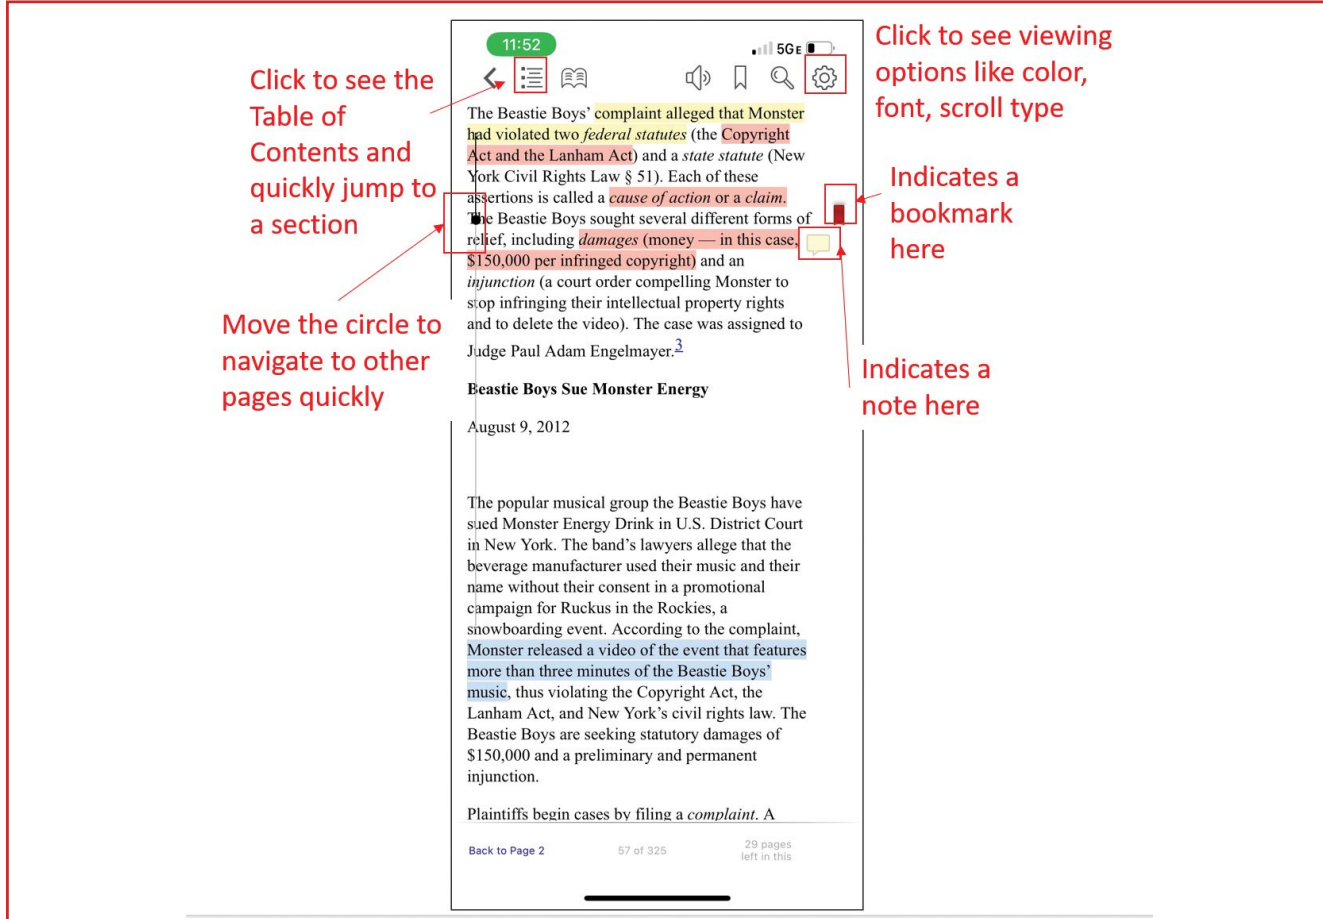 11:52
5GE
Click to see viewing
options like color,
font, scroll type
Click to see the
Table of
Contents and
quickly jump to
a section
Move the circle to
navigate to other
pages quickly
Indicates a
bookmark
here
Indicates a
note here
The Beastie Boys’ complaint alleged that Monster
had violated two federal statutes (the Copyright
Act and the Lanham Act) and a state statute (New
York Civil Rights Law § 51). Each of these
assertions is called a cause of action or a claim.
The Beastie Boys sought several different forms of
relief, including damages (money — in this case,
$150,000 per infringed copyright) and an
injunction (a court order compelling Monster to
stop infringing their intellectual property rights
and to delete the video). The case was assigned to
Judge Paul Adam Engelmayer.3
Beastie Boys Sue Monster Energy
August 9, 2012
The popular musical group the Beastie Boys have
sued Monster Energy Drink in U.S. District Court
in New York. The band’s lawyers allege that the
beverage manufacturer used their music and their
name without their consent in a promotional
campaign for Ruckus in the Rockies, a
snowboarding event. According to the complaint,
Monster released a video of the event that features
more than three minutes of the Beastie Boys’
music, thus violating the Copyright Act, the
Lanham Act, and New York’s civil rights law. The
Beastie Boys are seeking statutory damages of
$150,000 and a preliminary and permanent
injunction.
Plaintiffs begin cases by filing a complaint. A
Back to Page 2
57 of 325
29 pages
left in this